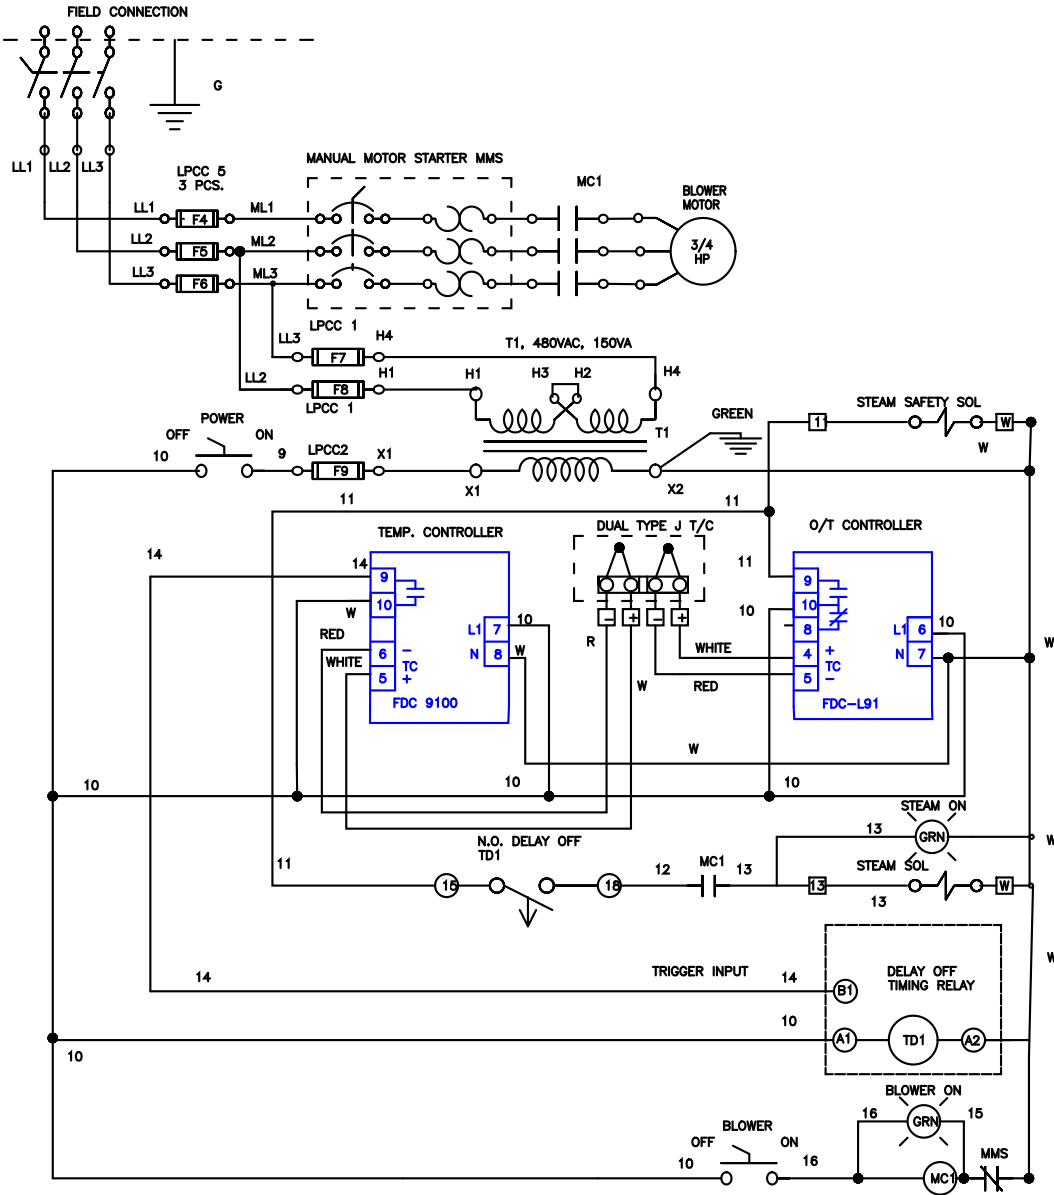 FIELD CONNECTION
G
LL1
LL2
LL3
LPCC 5
3 PCS.
MANUAL MOTOR STARTER MMS
MC1
BLOWER
MOTOR
LL1
F4
ML1
LL2
F5
ML2
3/4
HP
LL3
F6
ML3
LPCC 1
LL3
H4
T1, 480VAC, 150VA
F7
LL2
H1
H1
H3
H2
H4
F8
LPCC 1
STEAM SAFETY SOL
POWER
GREEN
11
W
OFF
ON
T1
W
10
9
LPCC2
X1
F9
X1
X2
11
11
TEMP. CONTROLLER
DUAL TYPE J T/C
O/T CONTROLLER
14
14
11
9
9
10
W
10
10
RED
L1
7
10
−
+
−
+
8
L1
6
10
R
W
6
−
N
8
W
WHITE
4
+
N
7
WHITE
TC
TC
5
+
W
RED
5
−
FDC 9100
FDC−L91
W
10
10
10
STEAM ON
13
GRN
W
N.O. DELAY OFF
TD1
11
12
MC1
13
STEAM SOL
15
18
13
W
13
W
TRIGGER INPUT
14
14
DELAY OFF
TIMING RELAY
B1
10
10
A1
TD1
A2
BLOWER ON
16
GRN
15
BLOWER
OFF
ON
MMS
10
16
MC1